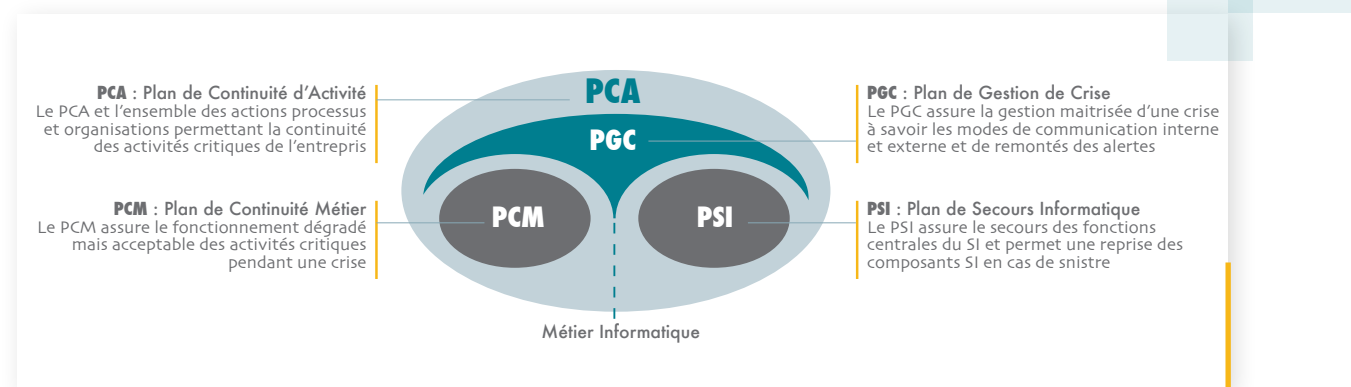 PCA : Plan de Continuité d'Activité
Le PCA et l'ensemble des actions processus
et organisations permettant la continuité
des activités critiques de l'entrepris
PCM : Plan de Continuité Métier
Le PCM assure le fonctionnement dégradé
mais acceptable des activités critiques
pendant une crise
PCA
PGC
PCM
PSI
Métier Informatique
PGC : Plan de Gestion de Crise
Le PGC assure la gestion maitrisée d'une crise
à savoir les modes de communication interne
et externe et de remontés des alertes
PSI : Plan de Secours Informatique
Le PSI assure le secours des fonctions
centrales du SI et permet une reprise des
composants SI en cas de snistre